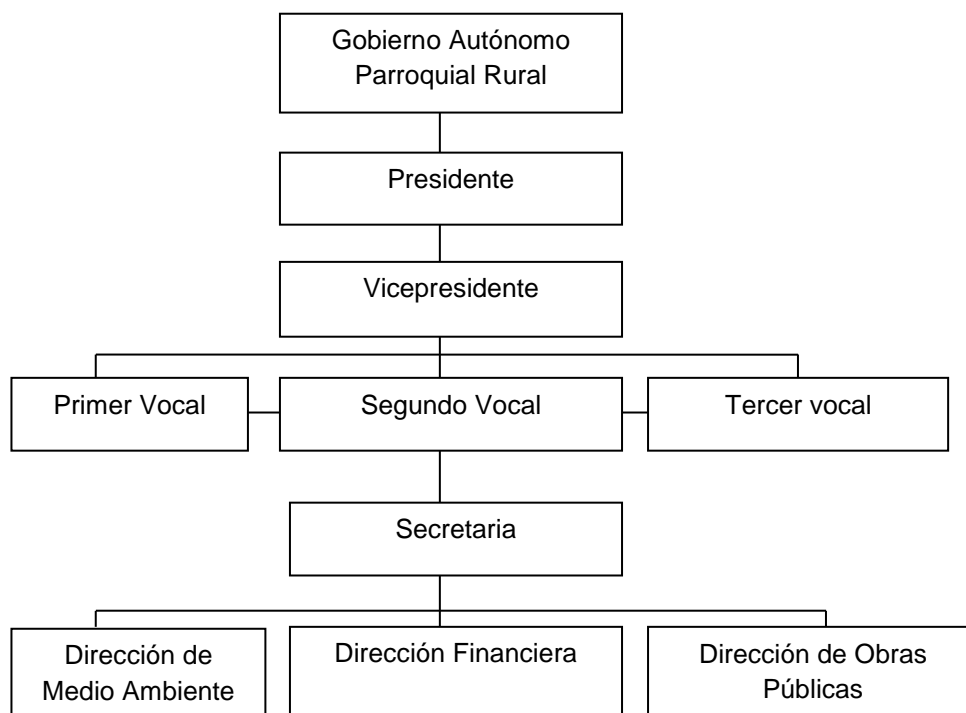 Gobierno Autónomo
Parroquial Rural
Presidente
Vicepresidente
Primer Vocal
Segundo Vocal
Tercer vocal
Secretaria
Dirección de
Medio Ambiente
Dirección Financiera
Dirección de Obras
Públicas